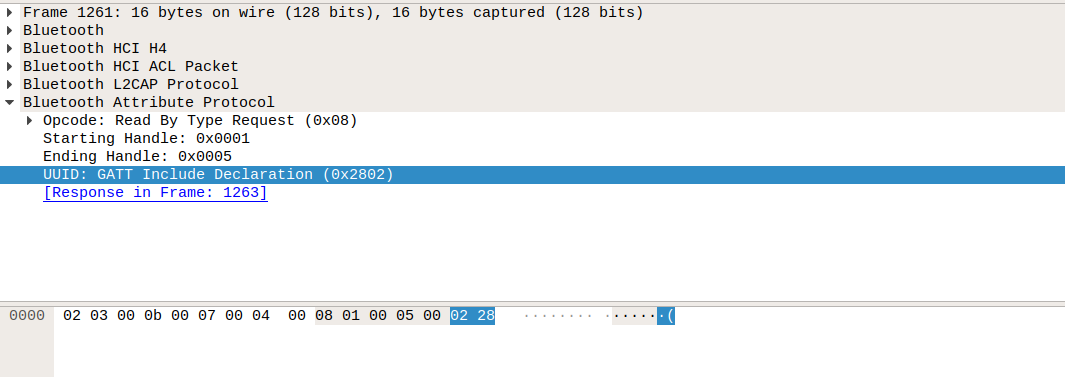 Frame 1261: 16 bytes on wire (128 bits), 16 bytes captured (128 bits)
Bluetooth
Bluetooth HCI H4
Bluetooth HCI ACL Packet
Bluetooth L2CAP Protocol
Bluetooth Attribute Protocol
Opcode: Read By Type Request (0x08)
Starting Handle: 0x0001
Ending Handle: 0x0005
UUID: GATT Include Declaration (0x2802)
[Response in Frame: 1263]
0000 02 03 00 0b 00 07 00 04 00 08 01 00 05 00 02 28 ········ ·······(